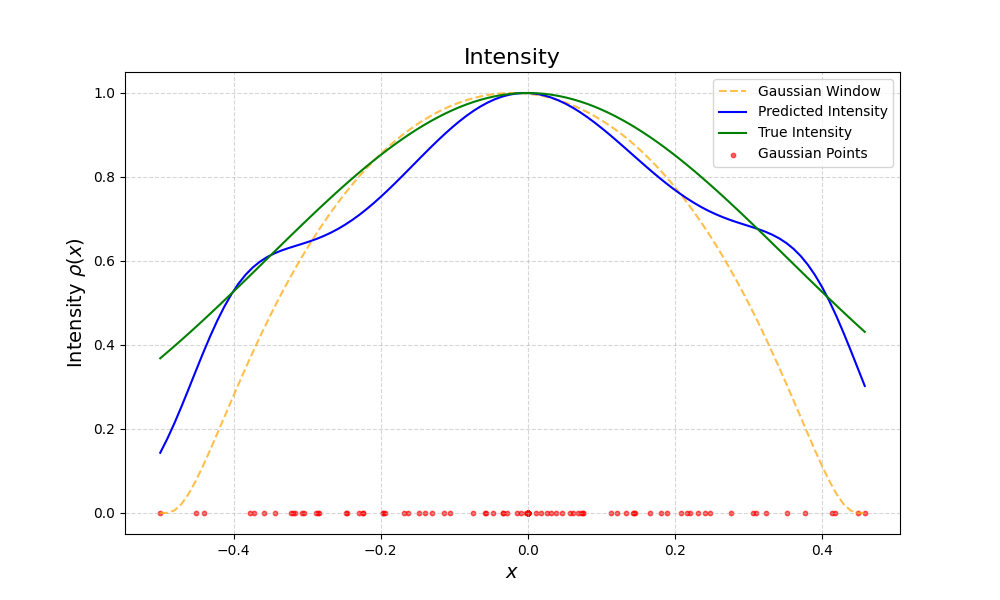 Intensity
Gaussian Window
Predicted Intensity
True Intensity
Gaussian Points
Intensity ρ(x)
1.0
0.8
0.6
0.4
0.2
0.0
−0.4
−0.2
0.0
0.2
0.4
x